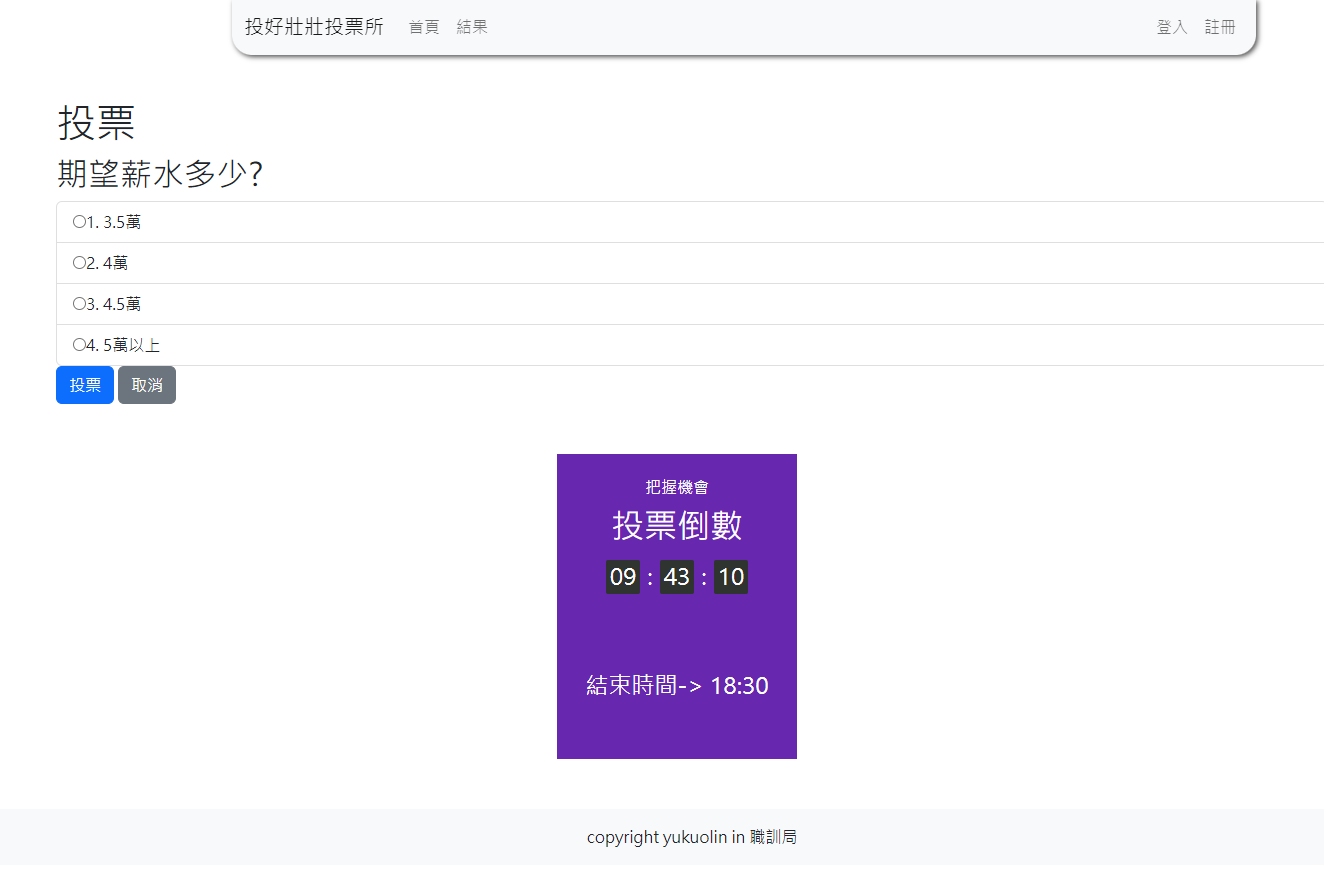 投好壯壯投票所 首頁 結果 登入 註冊
投票
期望薪水多少?
1. 3.5萬
2. 4萬
3. 4.5萬
4. 5萬以上
投票 取消
把握機會
投票倒數
09 : 43 : 10
結束時間-> 18:30
copyright yukuolin in 職訓局